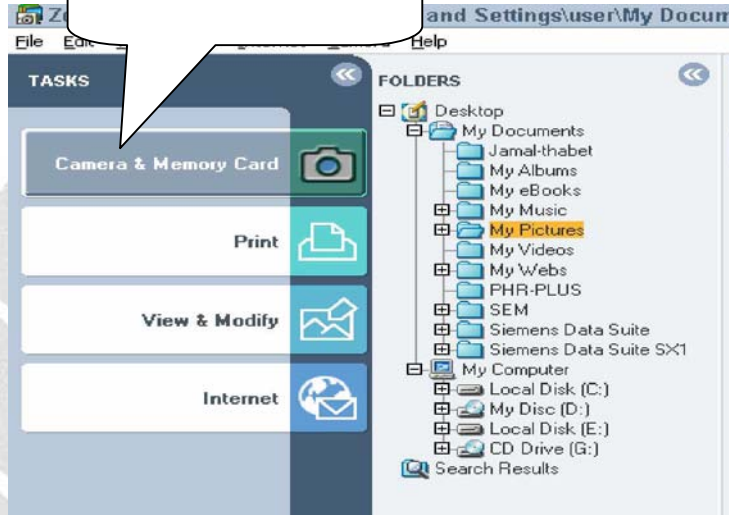 and Settings\user\My Docum
File Help
TASKS
Camera & Memory Card
Print
View & Modify
Internet
FOLDERS
Desktop
My Documents
Jamal-thabet
My Albums
My eBooks
My Music
My Pictures
My Videos
My Webs
PHR-PLUS
SEM
Siemens Data Suite
Siemens Data Suite SX1
My Computer
Local Disk (C:)
My Disc (D:)
Local Disk (E:)
CD Drive (G:)
Search Results